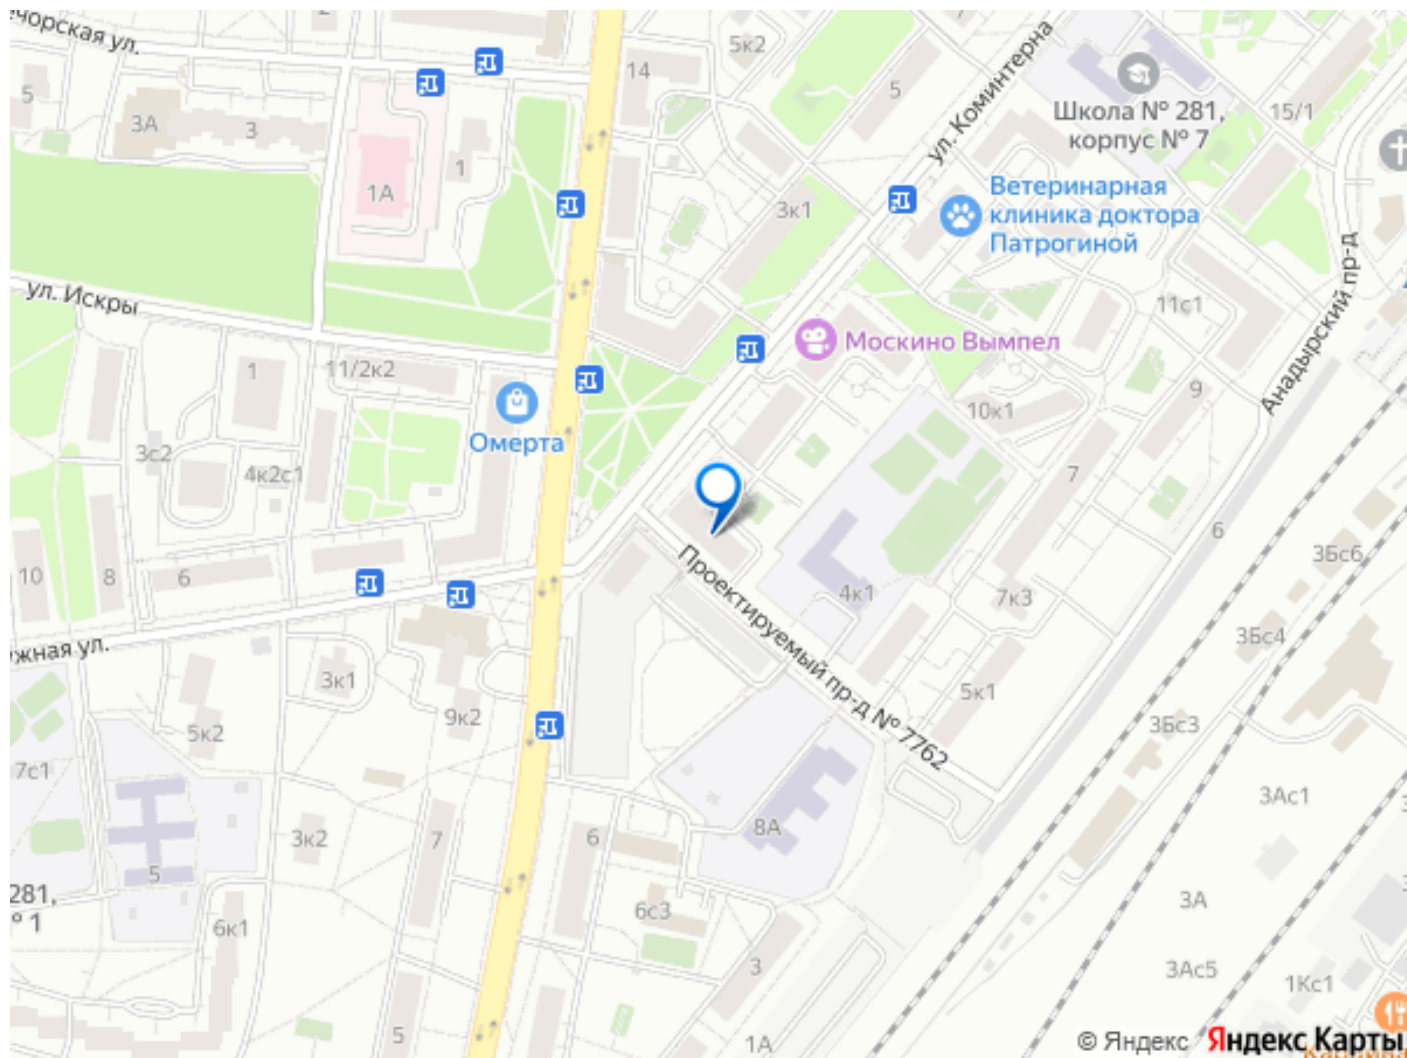 чорская ул.
2
5к2
14
5
ул. Коминтерна
Школа № 281,
корпус № 7
15/1
5
3А
3
1А
1
3к1
Ветеринарная
клиника доктора
Патрогиной
ул. Искры
11с1
Анадырский пр-д
Москино Вымпел
1
11/2к2
Омерта
10к1
9
3с2
4к2с1
7
6
3Бс6
10
8
6
Проектируемый пр-д № 7762
4к1
7к3
3Бс4
жная ул.
3к1
5к1
9к2
5к2
3Бс3
7с1
3Ас1
8А
3к2
7
6
5
281,
º 1
6к1
6с3
3А
3
3Ас5
1Кс1
5
1А
© Яндекс Яндекс Карты